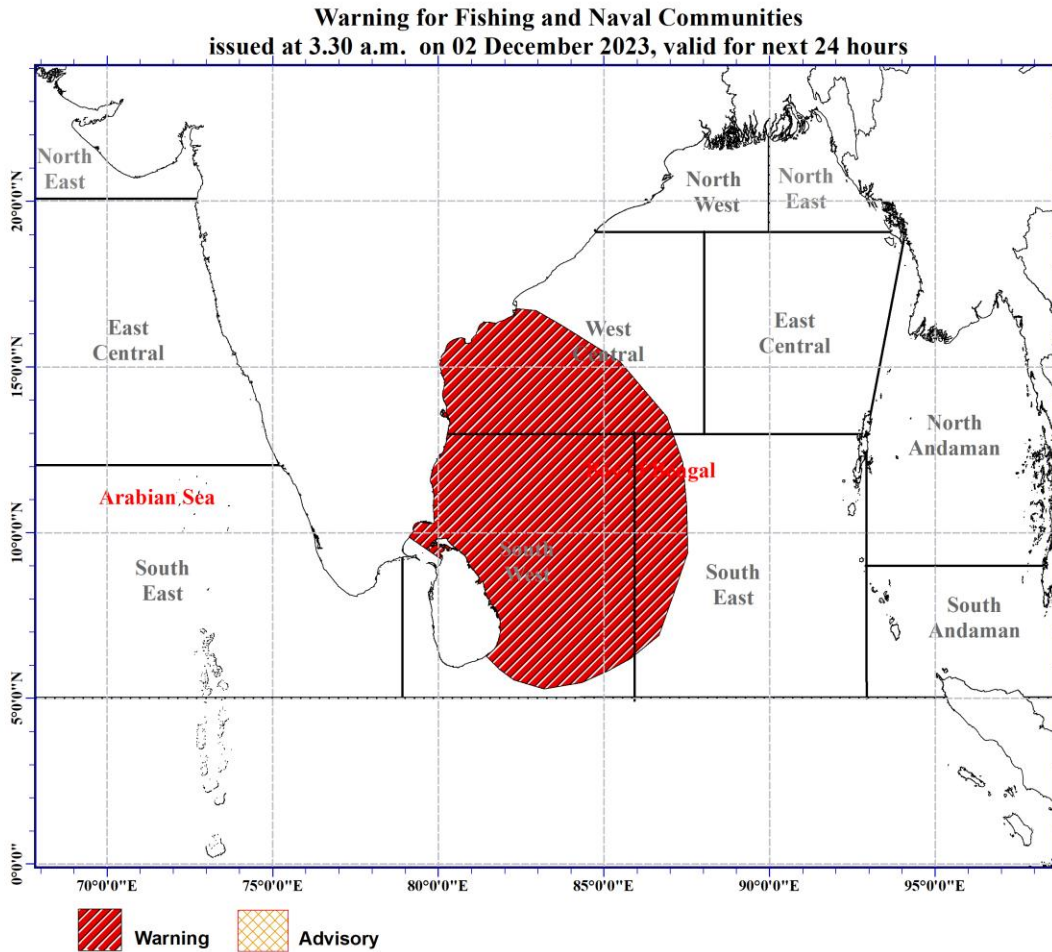 Warning for Fishing and Naval Communities
issued at 3.30 a.m. on 02 December 2023, valid for next 24 hours
North
East
North
West
North
East
East
Central
West
Central
East
Central
North
Andaman
Arabian Sea
Bay of Bengal
South
East
South
West
South
East
South
Andaman
20°0'0"N
15°0'0"N
10°0'0"N
5°0'0"N
0°0'0"
70°0'0"E
75°0'0"E
80°0'0"E
85°0'0"E
90°0'0"E
95°0'0"E
Warning
Advisory